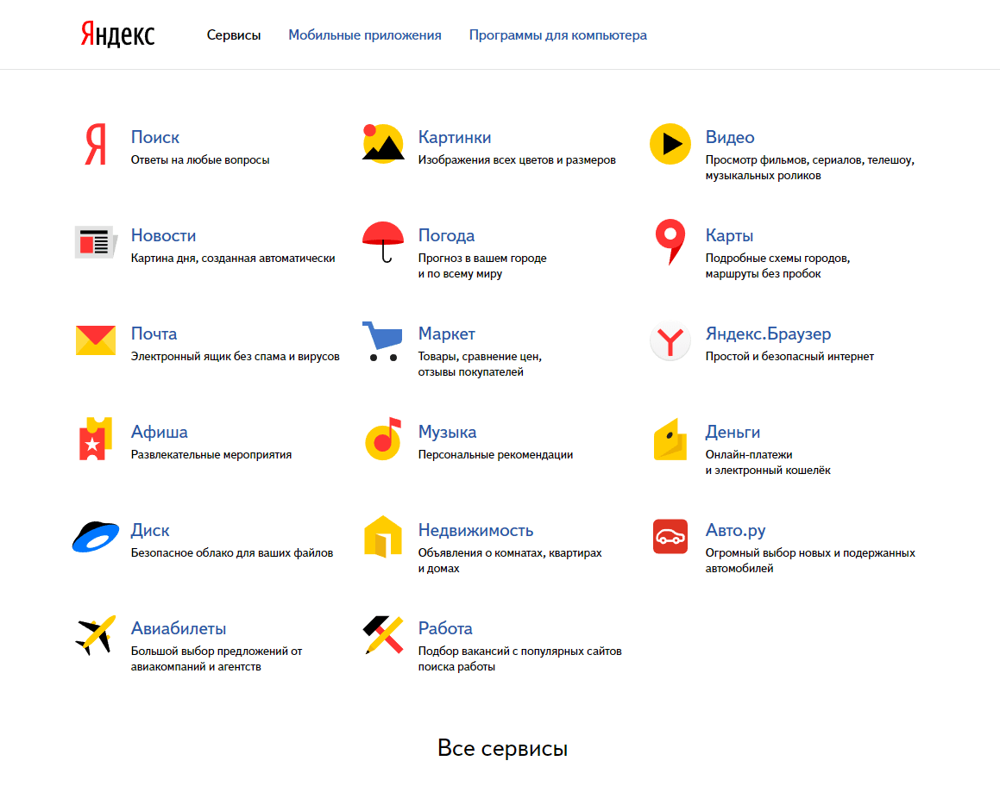 Яндекс
Сервисы
Мобильные приложения
Программы для компьютера
Я
Поиск
Ответы на любые вопросы
Картинки
Изображения всех цветов и размеров
Видео
Просмотр фильмов, сериалов, телешоу,
музыкальных роликов
Новости
Картина дня, созданная автоматически
Погода
Прогноз в вашем городе
и по всему миру
Карты
Подробные схемы городов,
маршруты без пробок
Почта
Электронный ящик без спама и вирусов
Маркет
Товары, сравнение цен,
отзывы покупателей
Яндекс.Браузер
Простой и безопасный интернет
Афиша
Развлекательные мероприятия
Музыка
Персональные рекомендации
Деньги
Онлайн-платежи
и электронный кошелёк
Диск
Безопасное облако для ваших файлов
Недвижимость
Объявления о комнатах, квартирах
и домах
Авто.ру
Огромный выбор новых и подержанных
автомобилей
Авиабилеты
Большой выбор предложений от
авиакомпаний и агентств
Работа
Подбор вакансий с популярных сайтов
поиска работы
Все сервисы